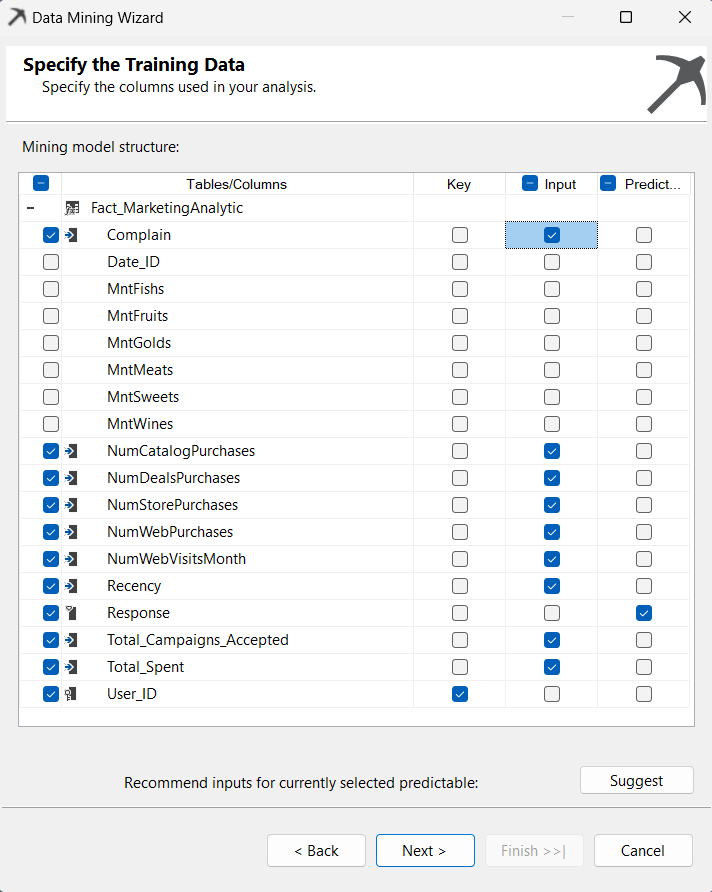 Data Mining Wizard
Specify the Training Data
Specify the columns used in your analysis.
Mining model structure:
Tables/Columns Key Input Predict...
Fact_MarketingAnalytic
Complain
Date_ID
MntFishs
MntFruits
MntGolds
MntMeats
MntSweets
MntWines
NumCatalogPurchases
NumDealsPurchases
NumStorePurchases
NumWebPurchases
NumWebVisitsMonth
Recency
Response
Total_Campaigns_Accepted
Total_Spent
User_ID
Recommend inputs for currently selected predictable: Suggest
< Back Next > Finish >>| Cancel